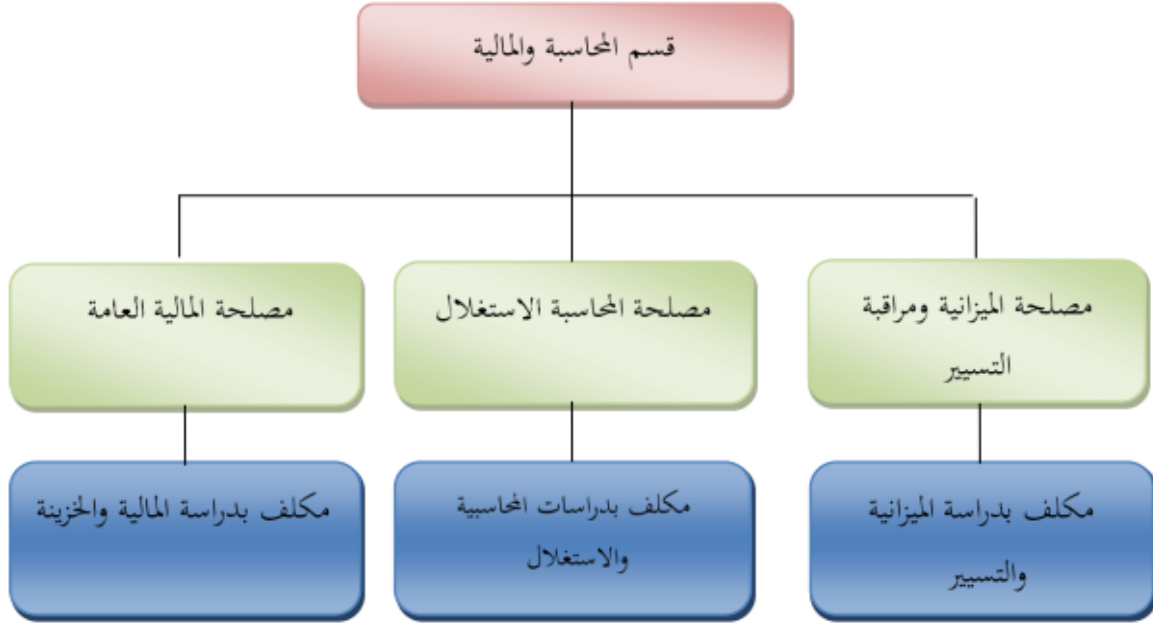 قسم المحاسبة والمالية
مصلحة الميزانية ومراقبة
التسيير
مصلحة المحاسبة الاستغلال
مصلحة المالية العامة
مكلف بدراسة الميزانية
والتسيير
مكلف بدراسات المحاسبية
والاستغلال
مكلف بدراسة المالية والخزينة